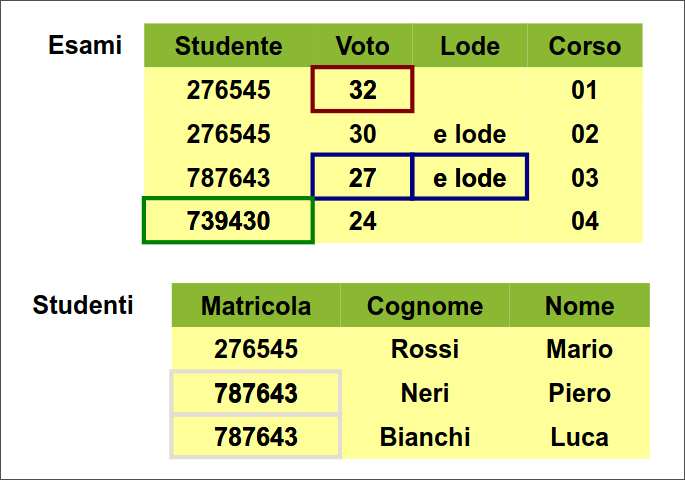 Esami Studente Voto Lode Corso
276545 32 01
276545 30 e lode 02
787643 27 e lode 03
739430 24 04
Studenti Matricola Cognome Nome
276545 Rossi Mario
787643 Neri Piero
787643 Bianchi Luca